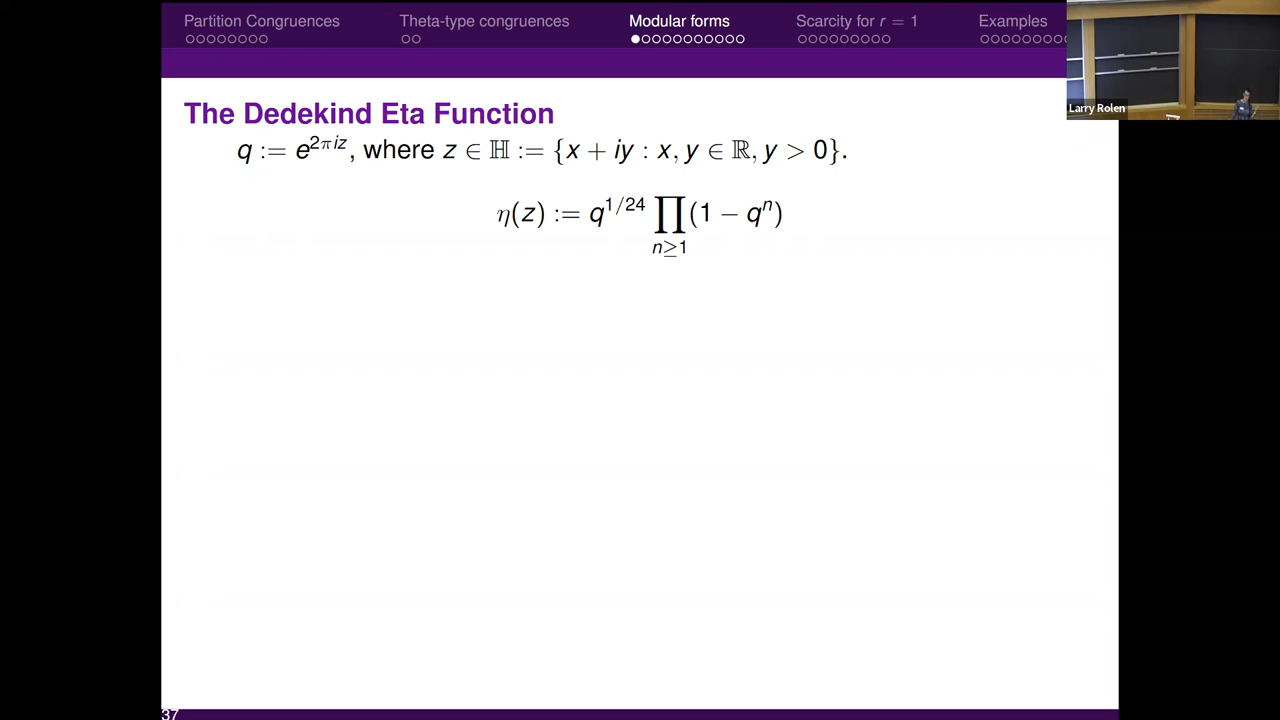 Partition Congruences
Theta-type congruences
Modular forms
Scarcity for r = 1
Examples
Larry Rolen
The Dedekind Eta Function
q := e^{2πiz}, where z ∈ ℍ := {x + iy : x, y ∈ ℝ, y > 0}.
η(z) := q^{1/24} ∏_{n≥1} (1 − q^n)
37